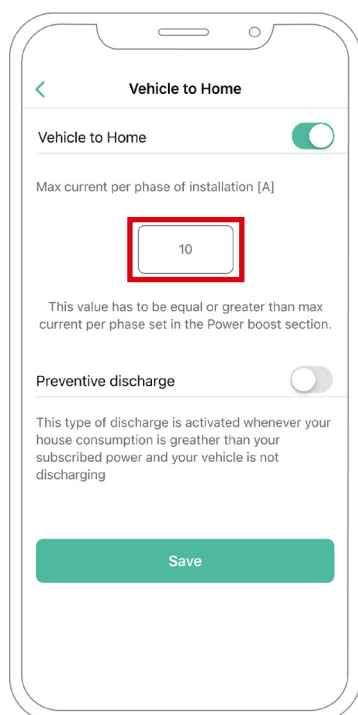 Vehicle to Home
Vehicle to Home
Max current per phase of installation [A]
10
This value has to be equal or greater than max
current per phase set in the Power boost section.
Preventive discharge
This type of discharge is activated whenever your
house consumption is greather than your
subscribed power and your vehicle is not
discharging
Save